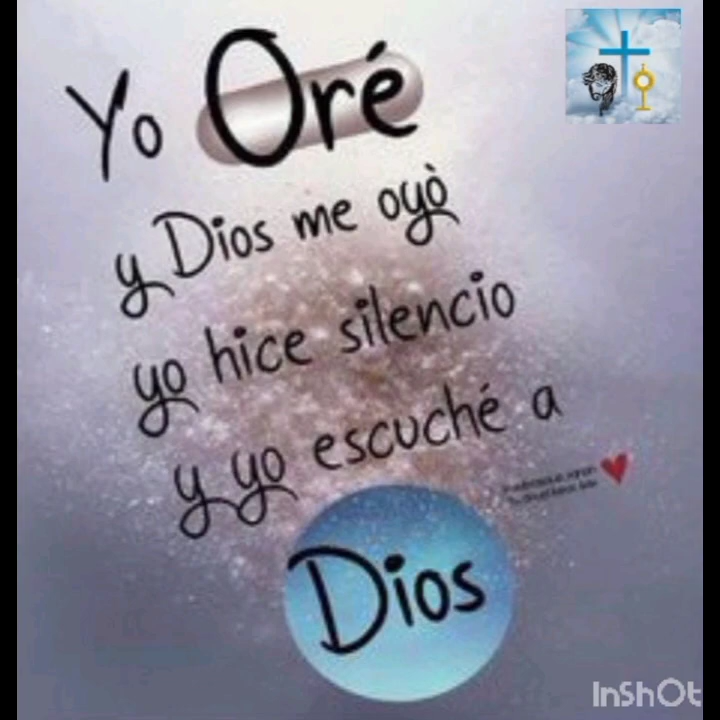 Yo Oré
y Dios me oyò
yo hice silencio
y yo escuché a
Dios
InShOt